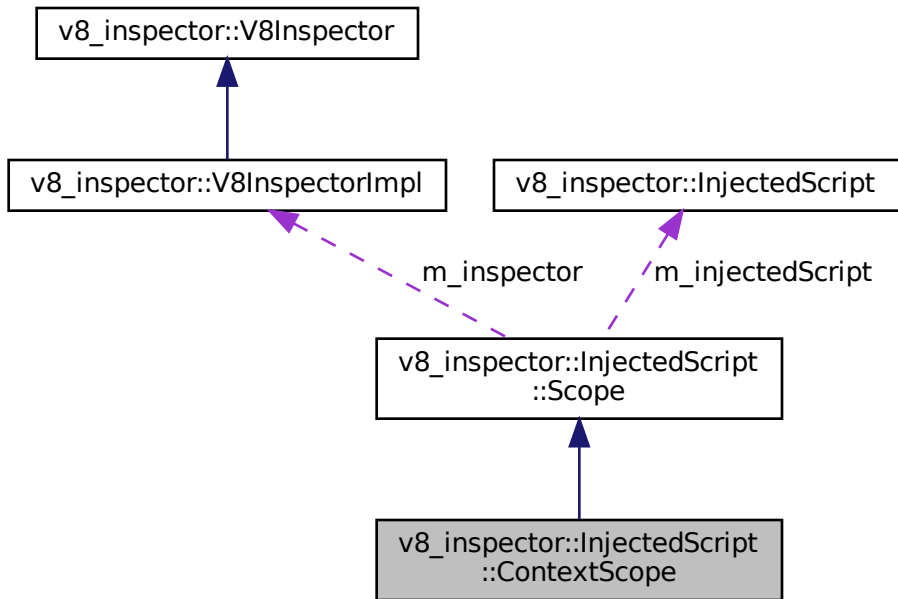 v8_inspector::V8Inspector
v8_inspector::V8InspectorImpl
v8_inspector::InjectedScript
m_inspector
m_injectedScript
v8_inspector::InjectedScript
::Scope
v8_inspector::InjectedScript
::ContextScope